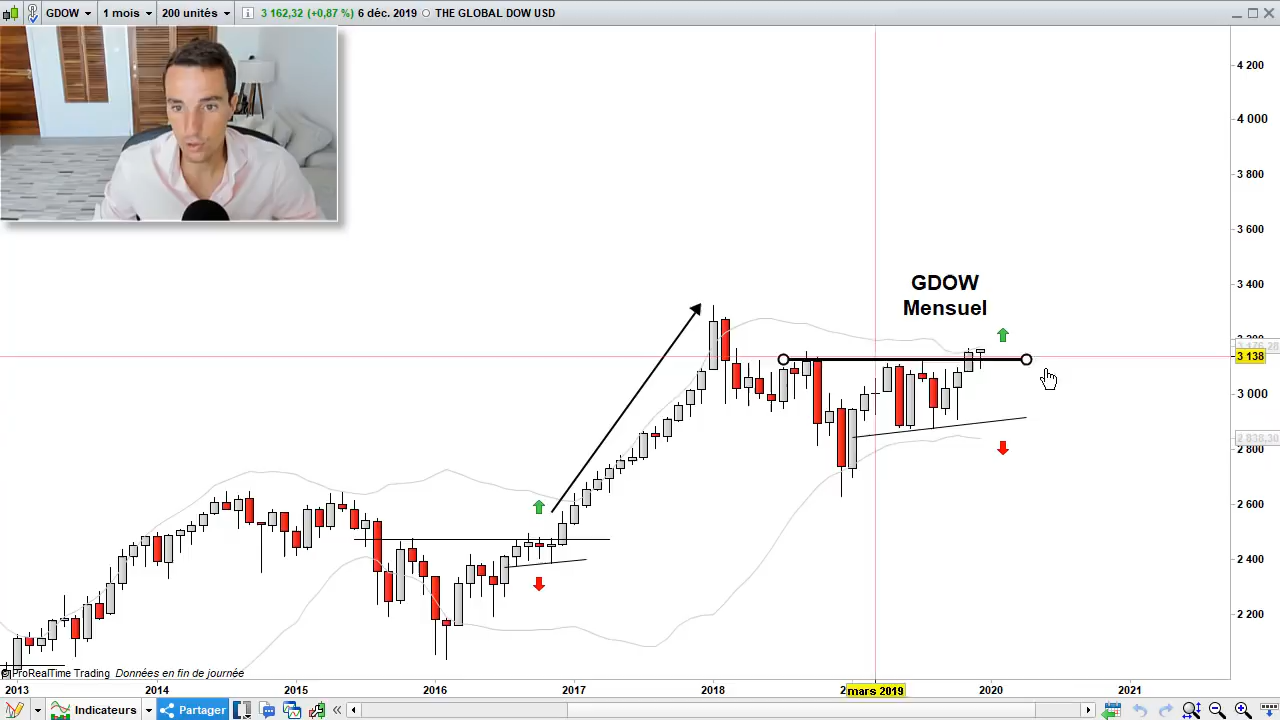 GDOW 1 mois 200 unités 3 162,32 (+0,87 %) 6 déc. 2019 THE GLOBAL DOW USD
4 200
4 000
3 800
3 600
3 400
GDOW
Mensuel
3 138
3 000
2 838,30
2 800
2 600
2 400
2 200
© ProRealTime Trading Données en fin de journée
2013 2014 2015 2016 2017 2018 mars 2019 2020 2021
Indicateurs Partager